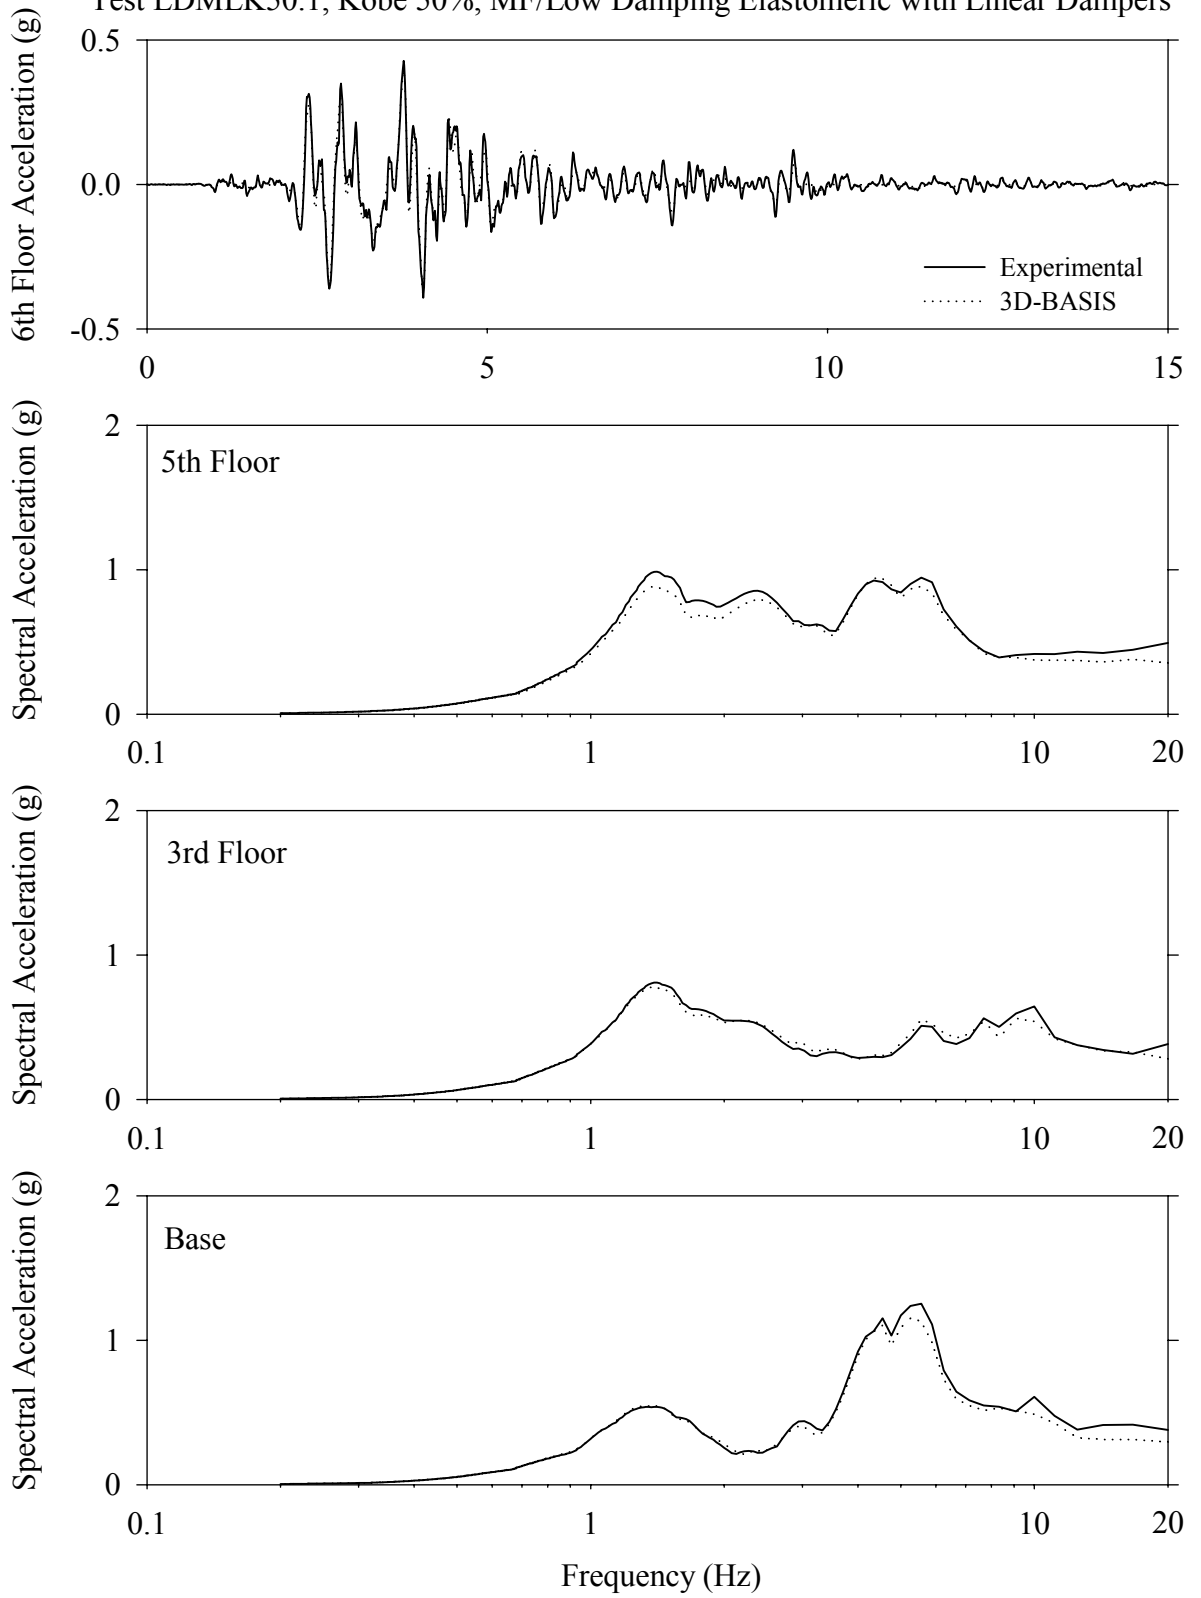 Test LDMLK50.1, Kobe 50%, MF/Low Damping Elastomeric with Linear Dampers
6th Floor Acceleration (g)
0.5
0.0
-0.5
Experimental
3D-BASIS
0 5 10 15
Spectral Acceleration (g)
2
5th Floor
1
0
0.1 1 10 20
Spectral Acceleration (g)
2
3rd Floor
1
0
0.1 1 10 20
Spectral Acceleration (g)
2
Base
1
0
0.1 1 10 20
Frequency (Hz)